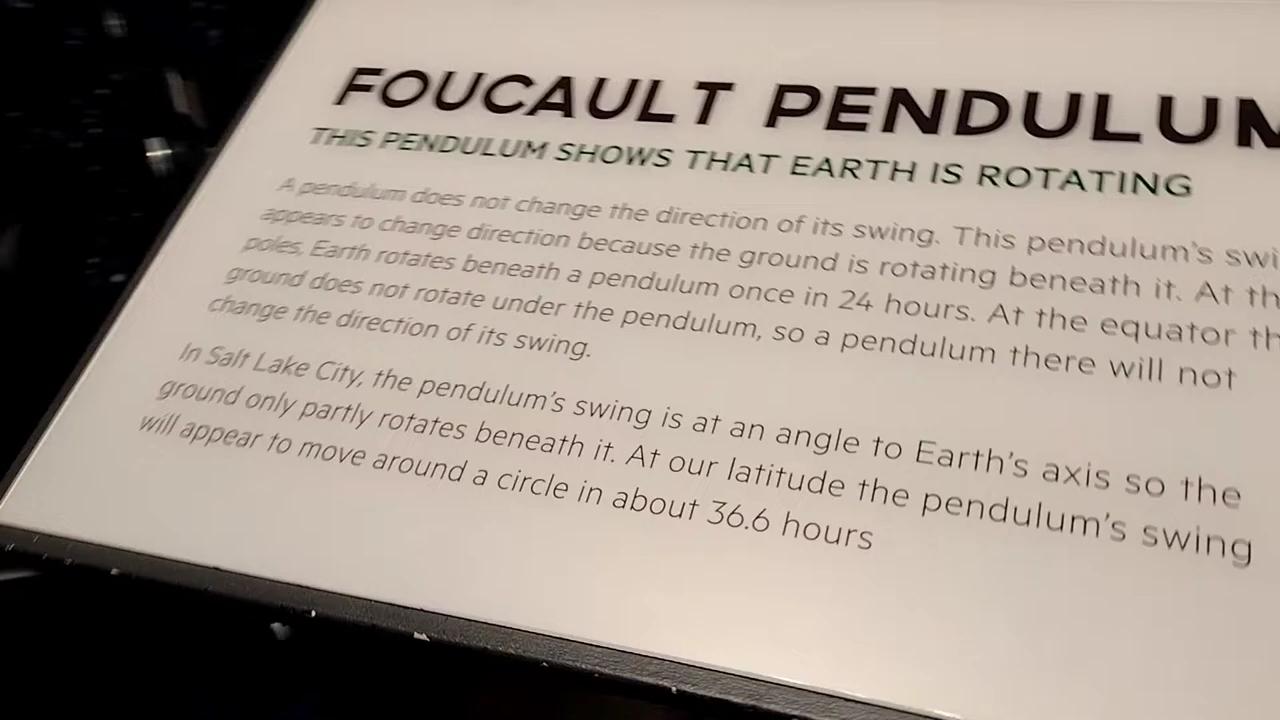 FOUCAULT PENDULUM
THIS PENDULUM SHOWS THAT EARTH IS ROTATING
A pendulum does not change the direction of its swing. This pendulum's swi
appears to change direction because the ground is rotating beneath it. At th
poles, Earth rotates beneath a pendulum once in 24 hours. At the equator th
ground does not rotate under the pendulum, so a pendulum there will not
change the direction of its swing.
In Salt Lake City, the pendulum's swing is at an angle to Earth's axis so the
ground only partly rotates beneath it. At our latitude the pendulum's swing
will appear to move around a circle in about 36.6 hours